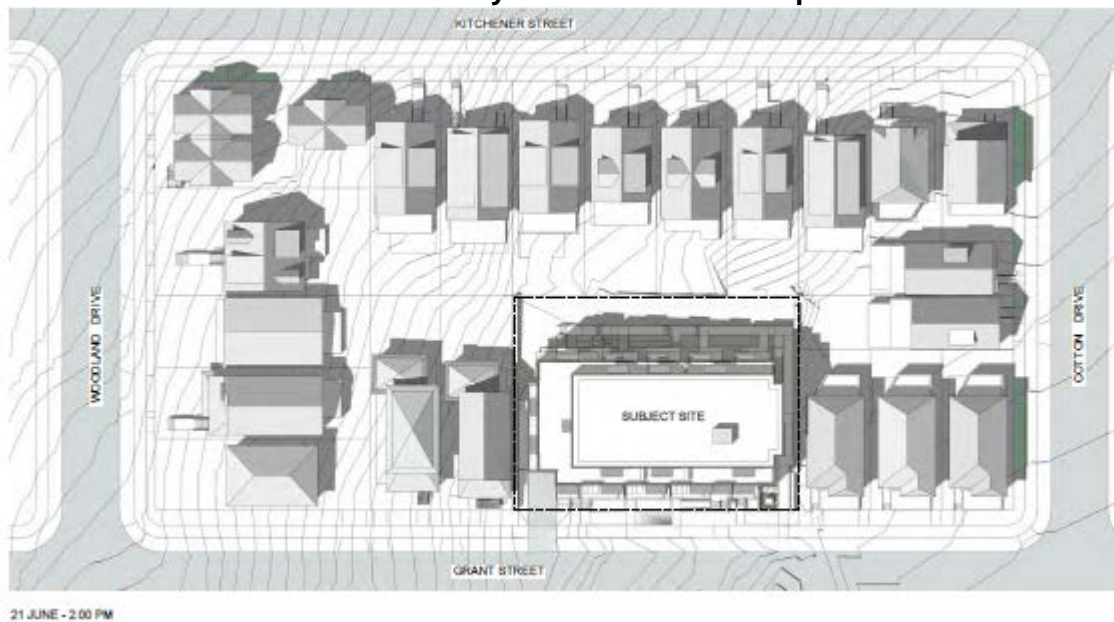 KITCHENER STREET
WOODLAND DRIVE
COTTON DRIVE
SUBJECT SITE
GRANT STREET
21 JUNE - 2:00 PM